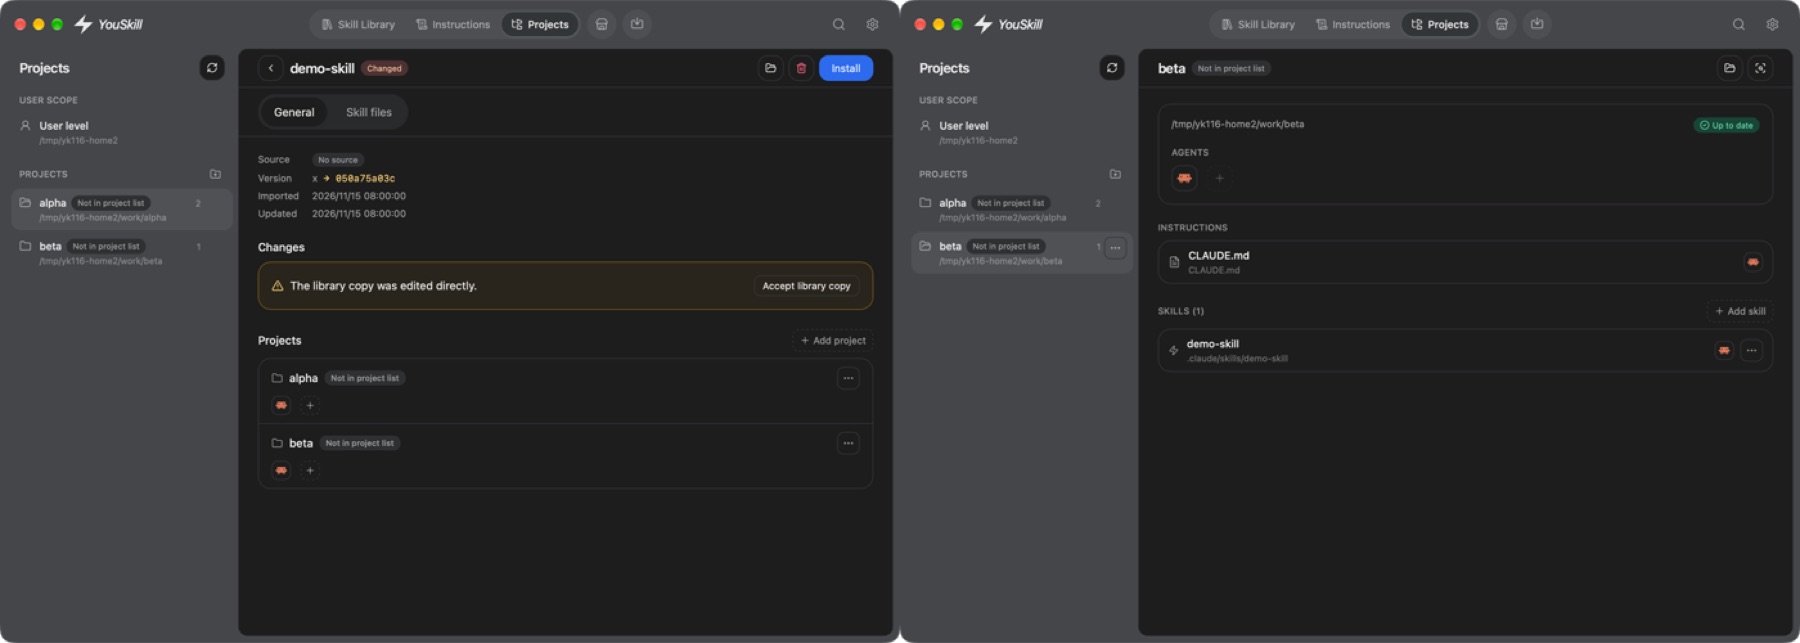 YouSkill
Skill Library
Instructions
Projects
Projects
USER SCOPE
User level
/tmp/yk116-home2
PROJECTS
alpha Not in project list 2
/tmp/yk116-home2/work/alpha
beta Not in project list 1
/tmp/yk116-home2/work/beta
demo-skill Changed
Install
General
Skill files
Source No source
Version x → 050a75a03c
Imported 2026/11/15 08:00:00
Updated 2026/11/15 08:00:00
Changes
The library copy was edited directly.
Accept library copy
Projects
+ Add project
alpha Not in project list
beta Not in project list
YouSkill
Skill Library
Instructions
Projects
Projects
USER SCOPE
User level
/tmp/yk116-home2
PROJECTS
alpha Not in project list 2
/tmp/yk116-home2/work/alpha
beta Not in project list 1
/tmp/yk116-home2/work/beta
beta Not in project list
/tmp/yk116-home2/work/beta
Up to date
AGENTS
INSTRUCTIONS
CLAUDE.md
CLAUDE.md
SKILLS (1)
+ Add skill
demo-skill
.claude/skills/demo-skill